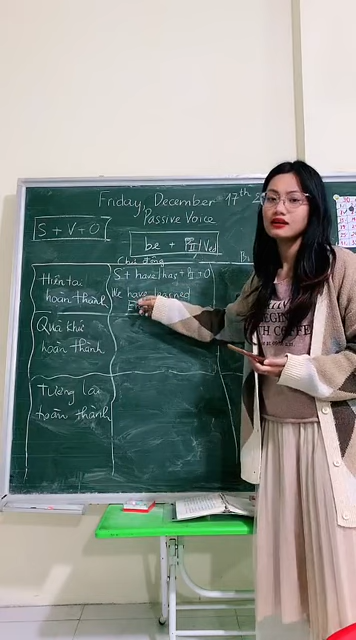 Friday, December 17th
Passive Voice
S + V + O
be + PII/Ved
Chủ động
Hiện tại
hoàn thành
S + have/has + PII + O
We have learned
Quá khứ
hoàn thành
Tương lai
hoàn thành
COFFEE